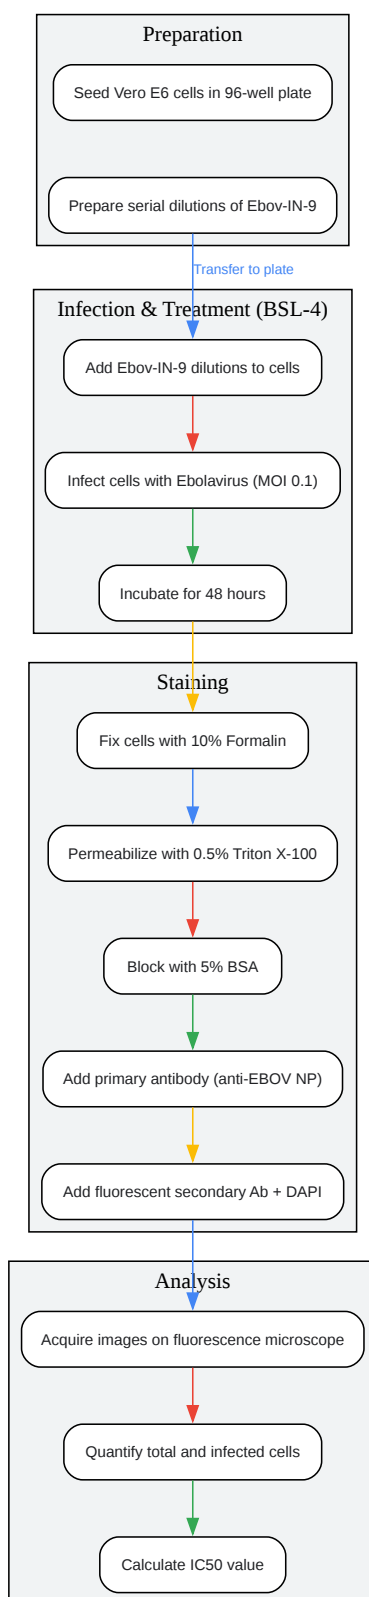 Preparation
Seed Vero E6 cells in 96-well plate
Prepare serial dilutions of Ebov-IN-9
Transfer to plate
Infection & Treatment (BSL-4)
Add Ebov-IN-9 dilutions to cells
Infect cells with Ebolavirus (MOI 0.1)
Incubate for 48 hours
Staining
Fix cells with 10% Formalin
Permeabilize with 0.5% Triton X-100
Block with 5% BSA
Add primary antibody (anti-EBOV NP)
Add fluorescent secondary Ab + DAPI
Analysis
Acquire images on fluorescence microscope
Quantify total and infected cells
Calculate IC50 value